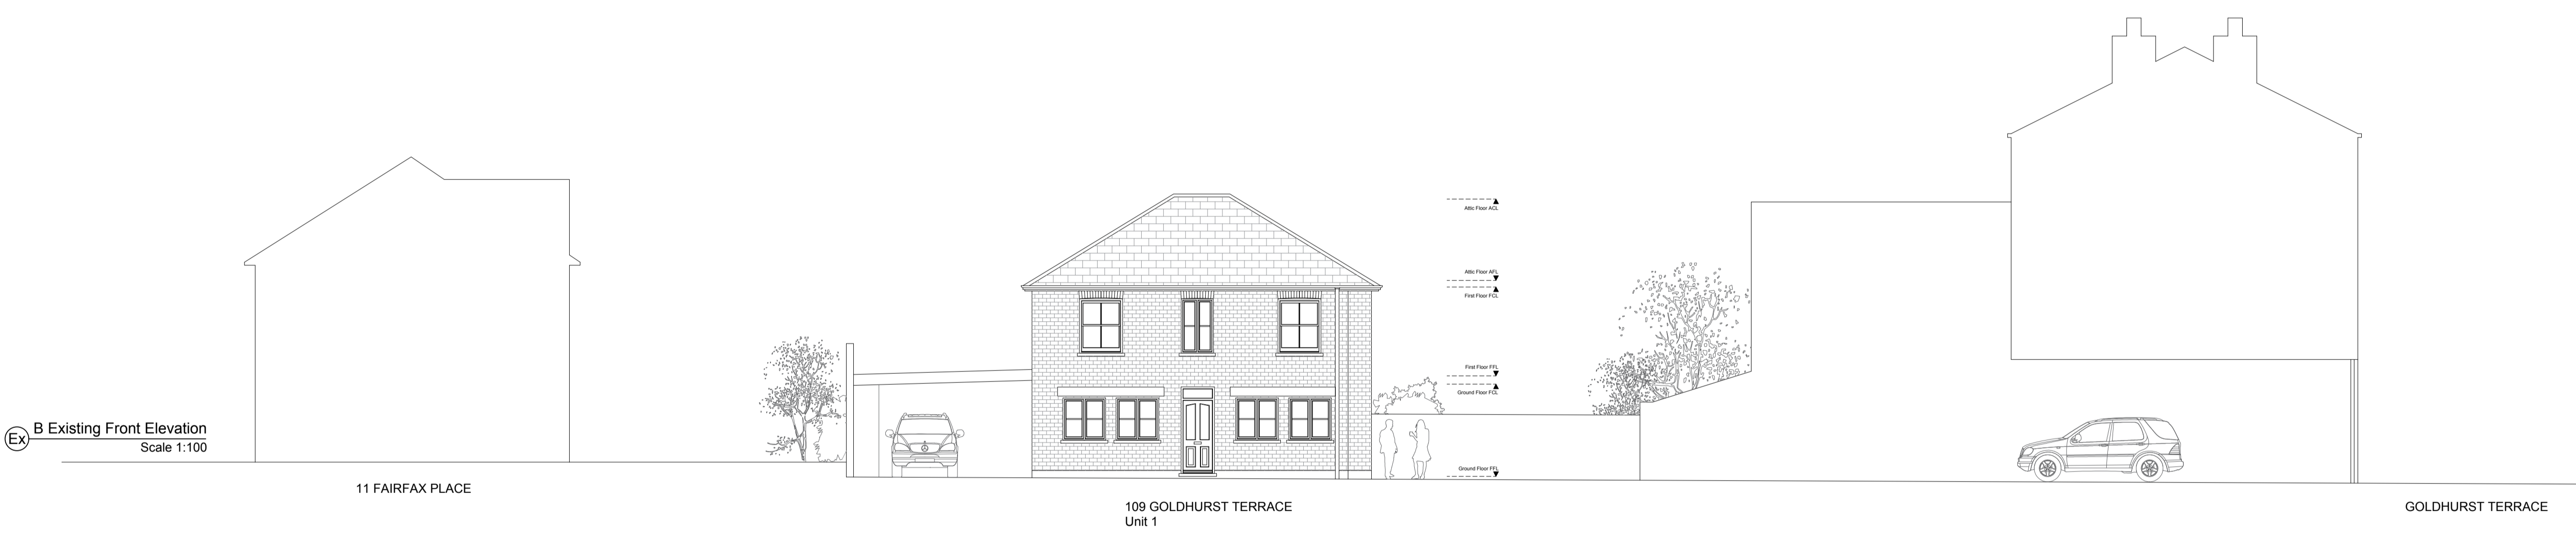 Attic Floor ACL
Attic Floor AFL
First Floor FCL
First Floor FFL
Ground Floor FCL
Ground Floor FFL
Ex
B Existing Front Elevation
Scale 1:100
11 FAIRFAX PLACE
109 GOLDHURST TERRACE
Unit 1
GOLDHURST TERRACE